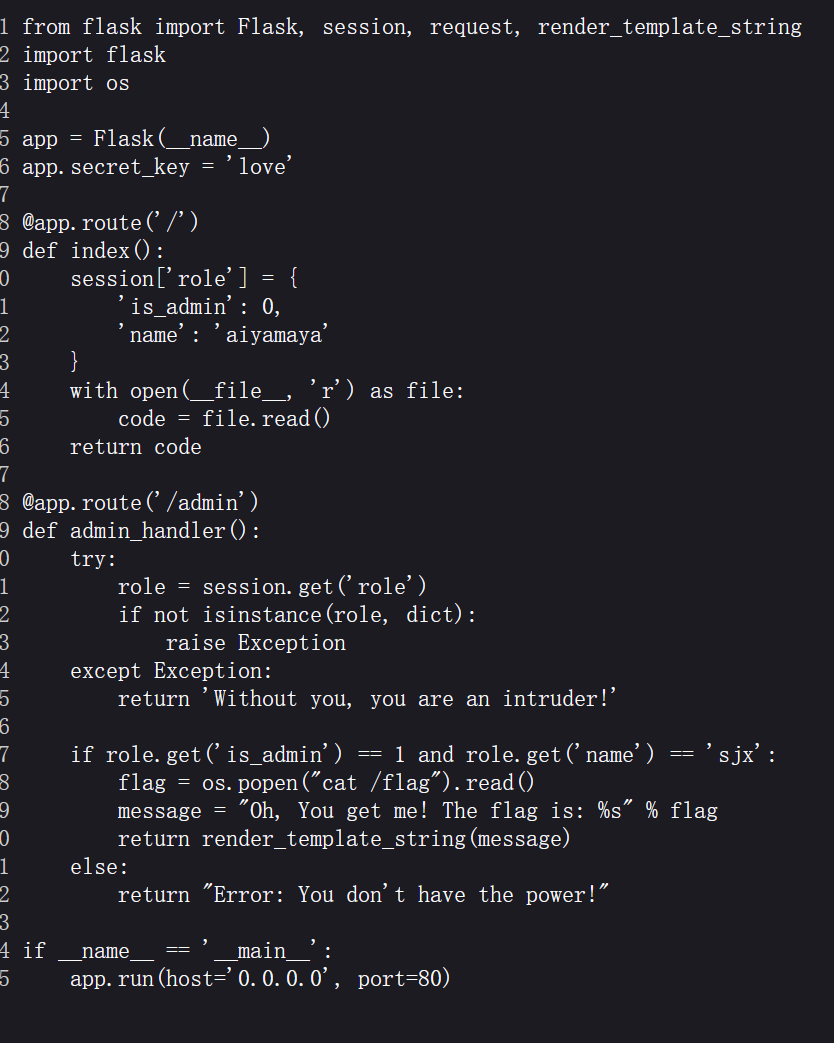 1 from flask import Flask, session, request, render_template_string
2 import flask
3 import os
4
5 app = Flask(__name__)
6 app.secret_key = 'love'
7
8 @app.route('/')
9 def index():
0     session['role'] = {
1         'is_admin': 0,
2         'name': 'aiyamaya'
3     }
4     with open(__file__, 'r') as file:
5         code = file.read()
6     return code
7
8 @app.route('/admin')
9 def admin_handler():
0     try:
1         role = session.get('role')
2         if not isinstance(role, dict):
3             raise Exception
4     except Exception:
5         return 'Without you, you are an intruder!'
6
7     if role.get('is_admin') == 1 and role.get('name') == 'sjx':
8         flag = os.popen("cat /flag").read()
9         message = "Oh, You get me! The flag is: %s" % flag
0         return render_template_string(message)
1     else:
2         return "Error: You don't have the power!"
3
4 if __name__ == '__main__':
5     app.run(host='0.0.0.0', port=80)